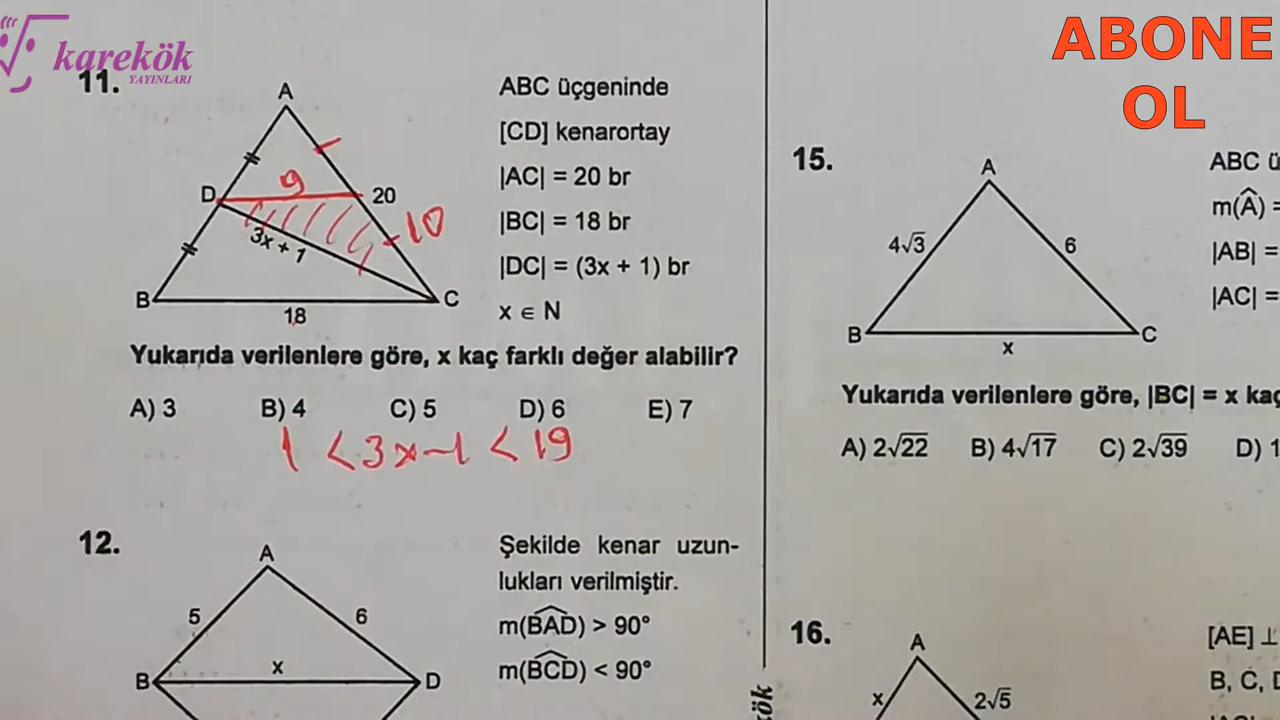 karekök
YAYINLARI
ABONE
OL
11.
A
D
9
20
10
3x + 1
B
C
18
ABC üçgeninde
[CD] kenarortay
|AC| = 20 br
|BC| = 18 br
|DC| = (3x + 1) br
x ∈ N
Yukarıda verilenlere göre, x kaç farklı değer alabilir?
A) 3 B) 4 C) 5 D) 6 E) 7
1 < 3x-1 < 19
12.
A
5
6
x
B
D
Şekilde kenar uzun-
lukları verilmiştir.
m(BAD) > 90°
m(BCD) < 90°
kök
15.
A
4√3
6
B
C
x
ABC ü
m(Â) =
|AB| =
|AC| =
Yukarıda verilenlere göre, |BC| = x kaç
A) 2√22 B) 4√17 C) 2√39 D) 1
16.
A
x
2√5
[AE] ⊥
B, C, D